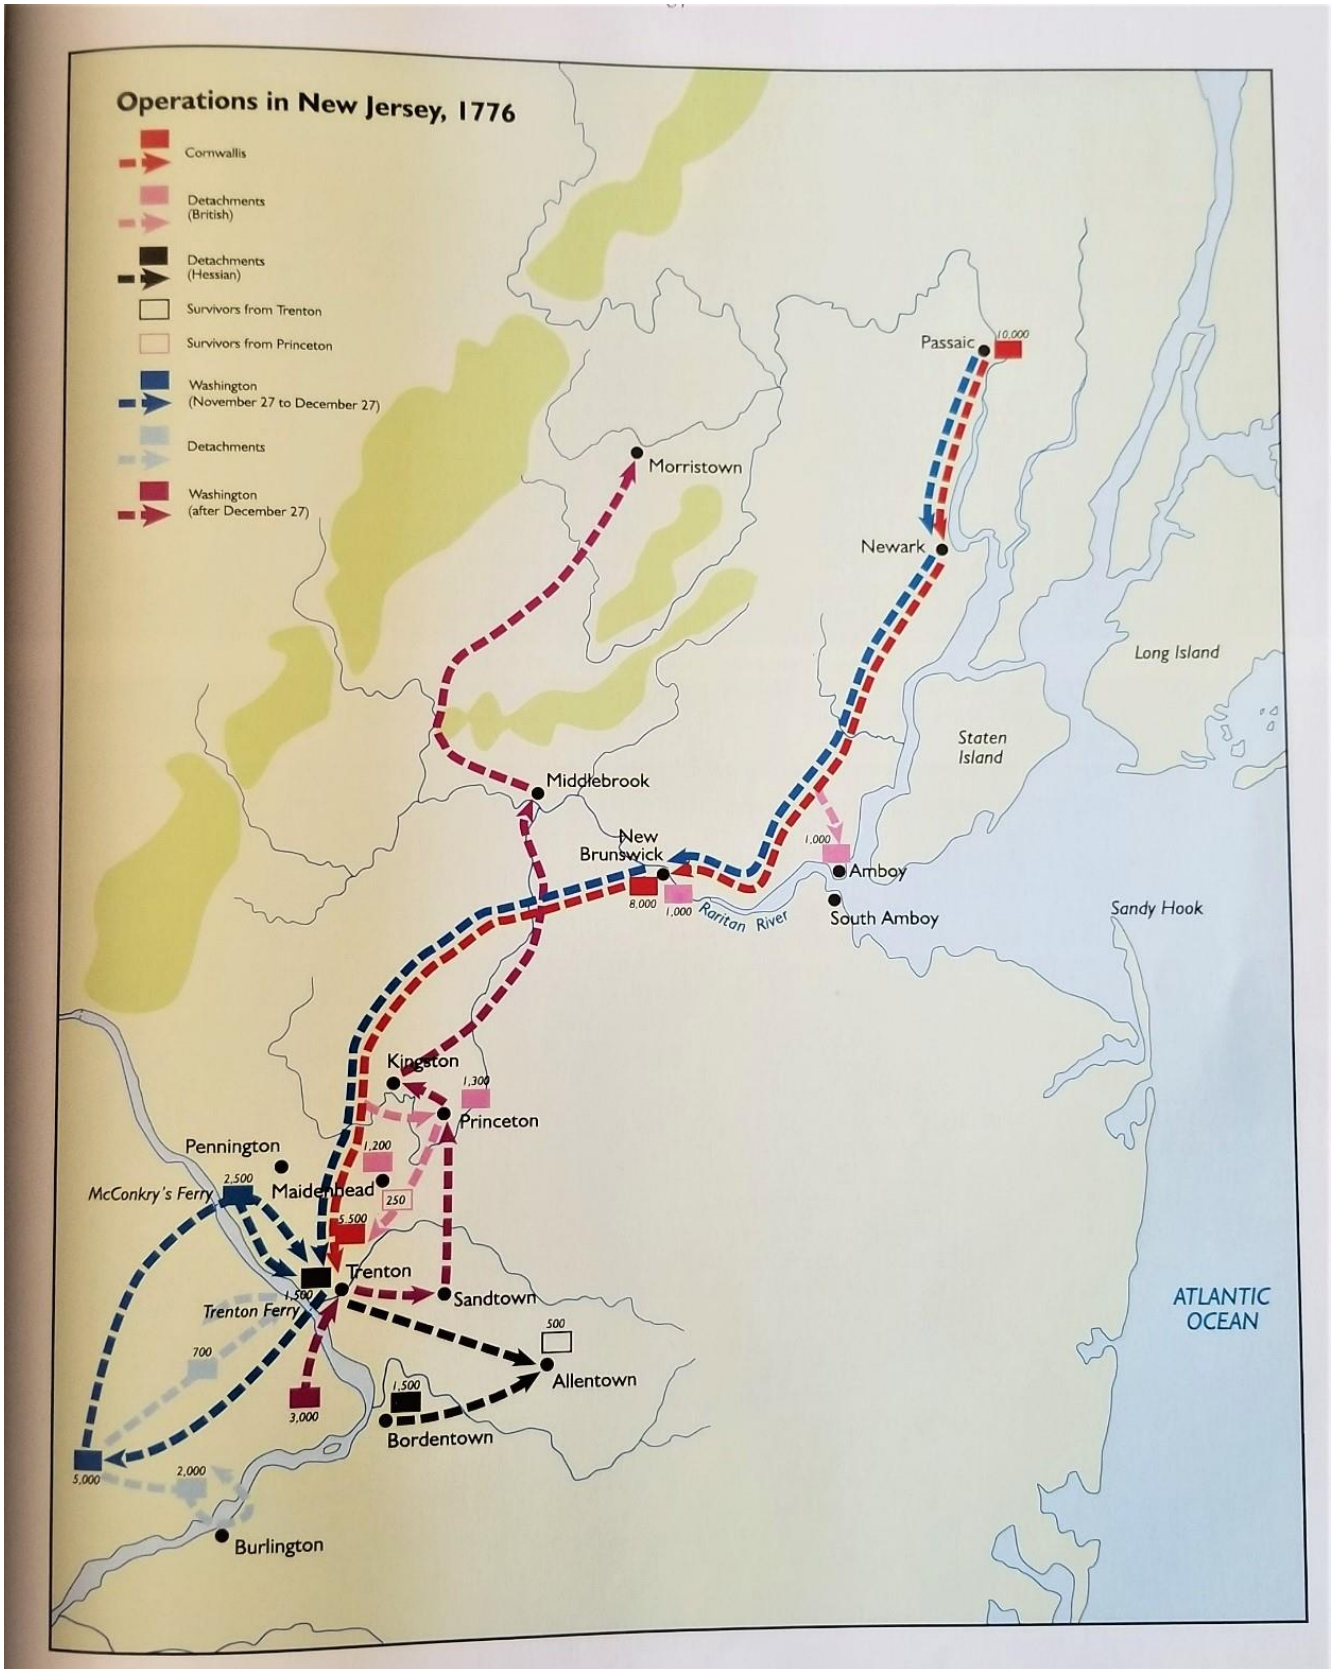 Operations in New Jersey, 1776
Cornwallis
Detachments
(British)
Detachments
(Hessian)
Survivors from Trenton
Survivors from Princeton
Washington
(November 27 to December 27)
Detachments
Washington
(after December 27)
Passaic
10,000
Morristown
Newark
Long Island
Staten
Island
Middlebrook
New
Brunswick
8,000
1,000
1,000
Amboy
South Amboy
Raritan River
Sandy Hook
Kingston
1,300
Princeton
Pennington
1,200
McConkry's Ferry
2,500
Maidenhead
250
5,500
Trenton
1,500
Trenton Ferry
Sandtown
500
Allentown
700
3,000
1,500
Bordentown
5,000
2,000
Burlington
ATLANTIC
OCEAN